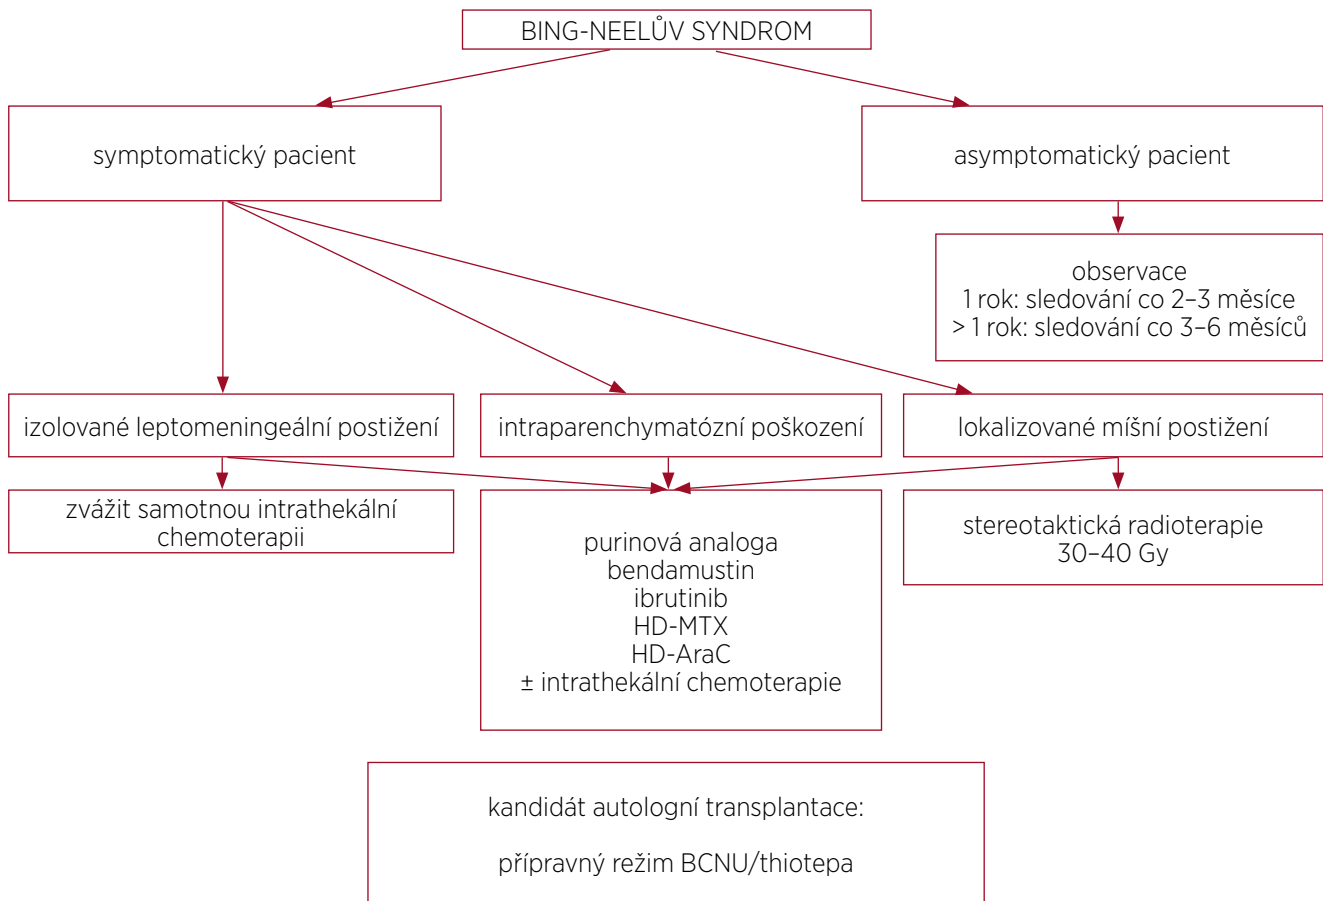 BING-NEELŮV SYNDROM
symptomatický pacient
asymptomatický pacient
observace
1 rok: sledování co 2–3 měsíce
> 1 rok: sledování co 3–6 měsíců
izolované leptomeningeální postižení
intraparenchymatózní poškození
lokalizované míšní postižení
zvážit samotnou intrathekální
chemoterapii
purinová analoga
bendamustin
ibrutinib
HD-MTX
HD-AraC
± intrathekální chemoterapie
stereotaktická radioterapie
30–40 Gy
kandidát autologní transplantace:
přípravný režim BCNU/thiotepa